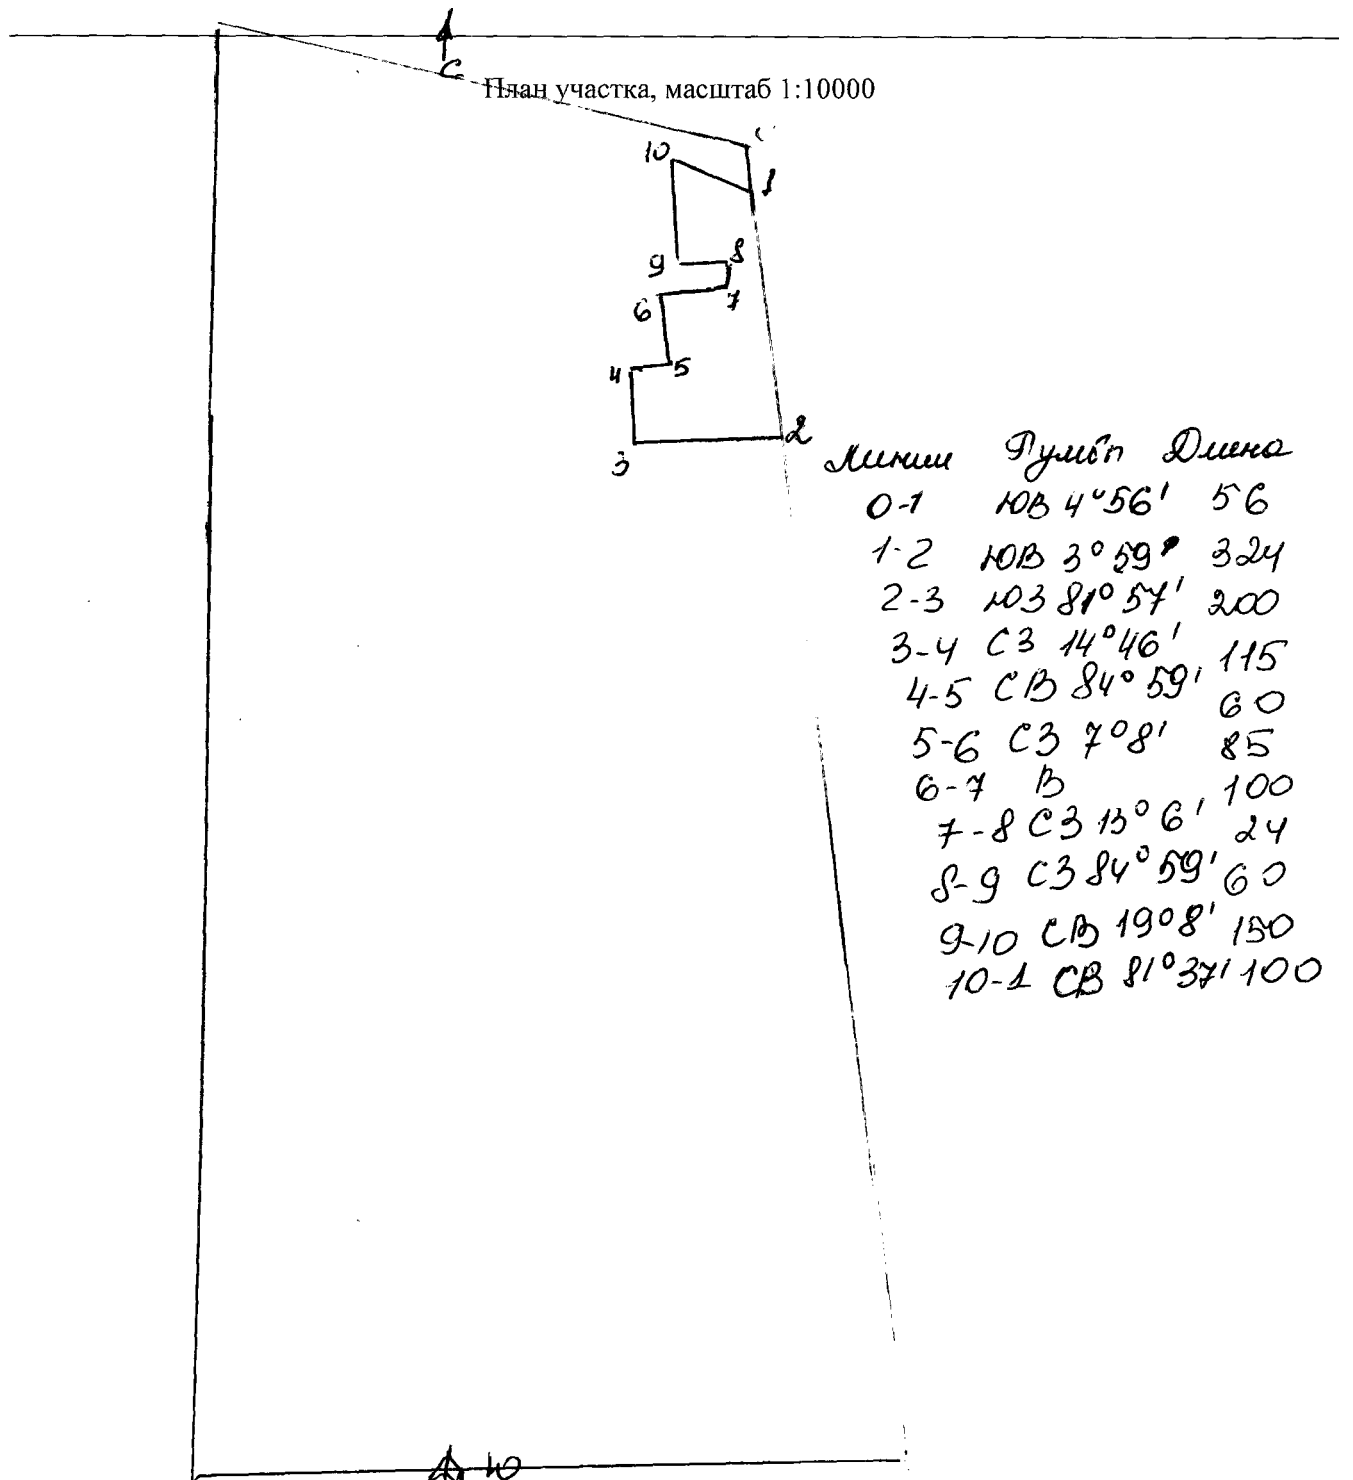 С
План участка, масштаб 1:10000
10
1
9
8
7
6
5
4
3
2
Линии Румбы Длина
0-1 ЮВ 4°56' 56
1-2 ЮВ 3°59' 324
2-3 ЮЗ 81°57' 200
3-4 СЗ 14°46' 115
4-5 СВ 84°59' 60
5-6 СЗ 7°8' 85
6-7 В 100
7-8 СЗ 13°6' 24
8-9 СЗ 84°59' 60
9-10 СВ 19°8' 150
10-1 СВ 81°37' 100
Ю